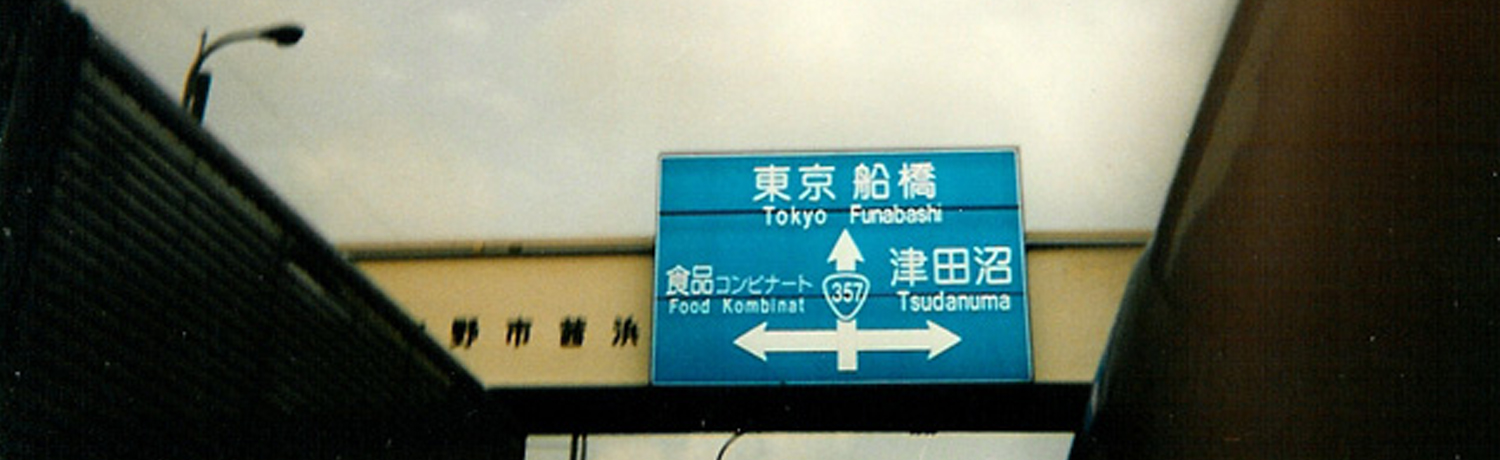 東京 船橋
Tokyo Funabashi
食品コンビナート
Food Kombinat
357
津田沼
Tsudanuma
野市茜浜